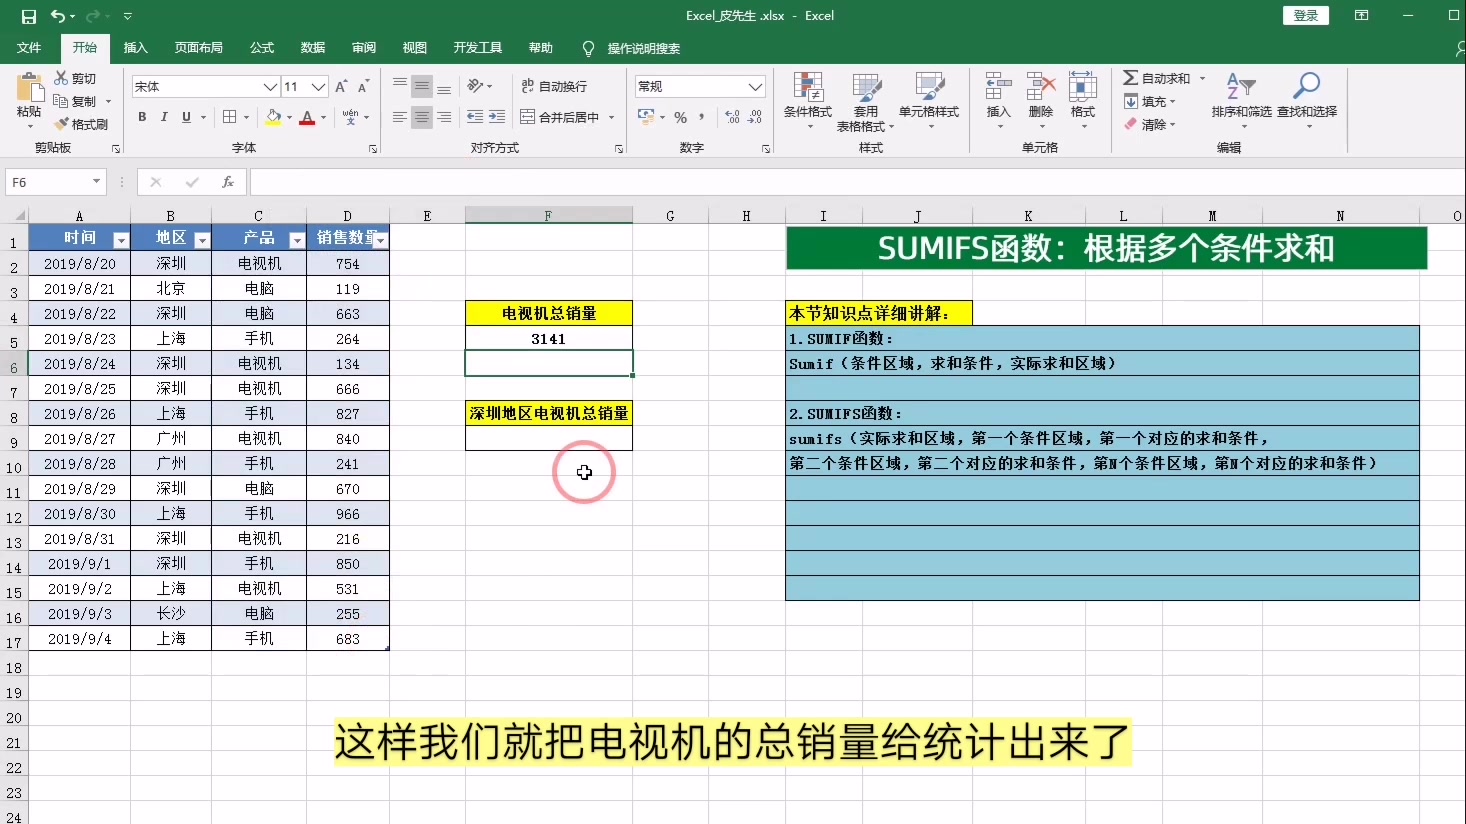 Excel_皮先生 .xlsx - Excel
登录
文件 开始 插入 页面布局 公式 数据 审阅 视图 开发工具 帮助 操作说明搜索
粘贴
剪切
复制
格式刷
剪贴板
宋体 11
B I U A wén 文
字体
ab 自动换行
合并后居中
对齐方式
常规
%
数字
条件格式
套用
表格格式
单元格样式
样式
插入 删除 格式
单元格
自动求和
填充
清除
排序和筛选 查找和选择
编辑
F6
fx
A B C D E F G H I J K L M N O
1 时间 地区 产品 销售数量
SUMIFS函数：根据多个条件求和
2 2019/8/20 深圳 电视机 754
3 2019/8/21 北京 电脑 119
4 2019/8/22 深圳 电脑 663 电视机总销量 本节知识点详细讲解：
5 2019/8/23 上海 手机 264 3141 1.SUMIF函数：
6 2019/8/24 深圳 电视机 134 Sumif（条件区域，求和条件，实际求和区域）
7 2019/8/25 深圳 电视机 666
8 2019/8/26 上海 手机 827 深圳地区电视机总销量 2.SUMIFS函数：
9 2019/8/27 广州 电视机 840 sumifs（实际求和区域，第一个条件区域，第一个对应的求和条件，
10 2019/8/28 广州 手机 241 第二个条件区域，第二个对应的求和条件，第N个条件区域，第N个对应的求和条件）
11 2019/8/29 深圳 电脑 670
12 2019/8/30 上海 手机 966
13 2019/8/31 深圳 电视机 216
14 2019/9/1 深圳 手机 850
15 2019/9/2 上海 电视机 531
16 2019/9/3 长沙 电脑 255
17 2019/9/4 上海 手机 683
18
19
20
21
22
23
24
这样我们就把电视机的总销量给统计出来了